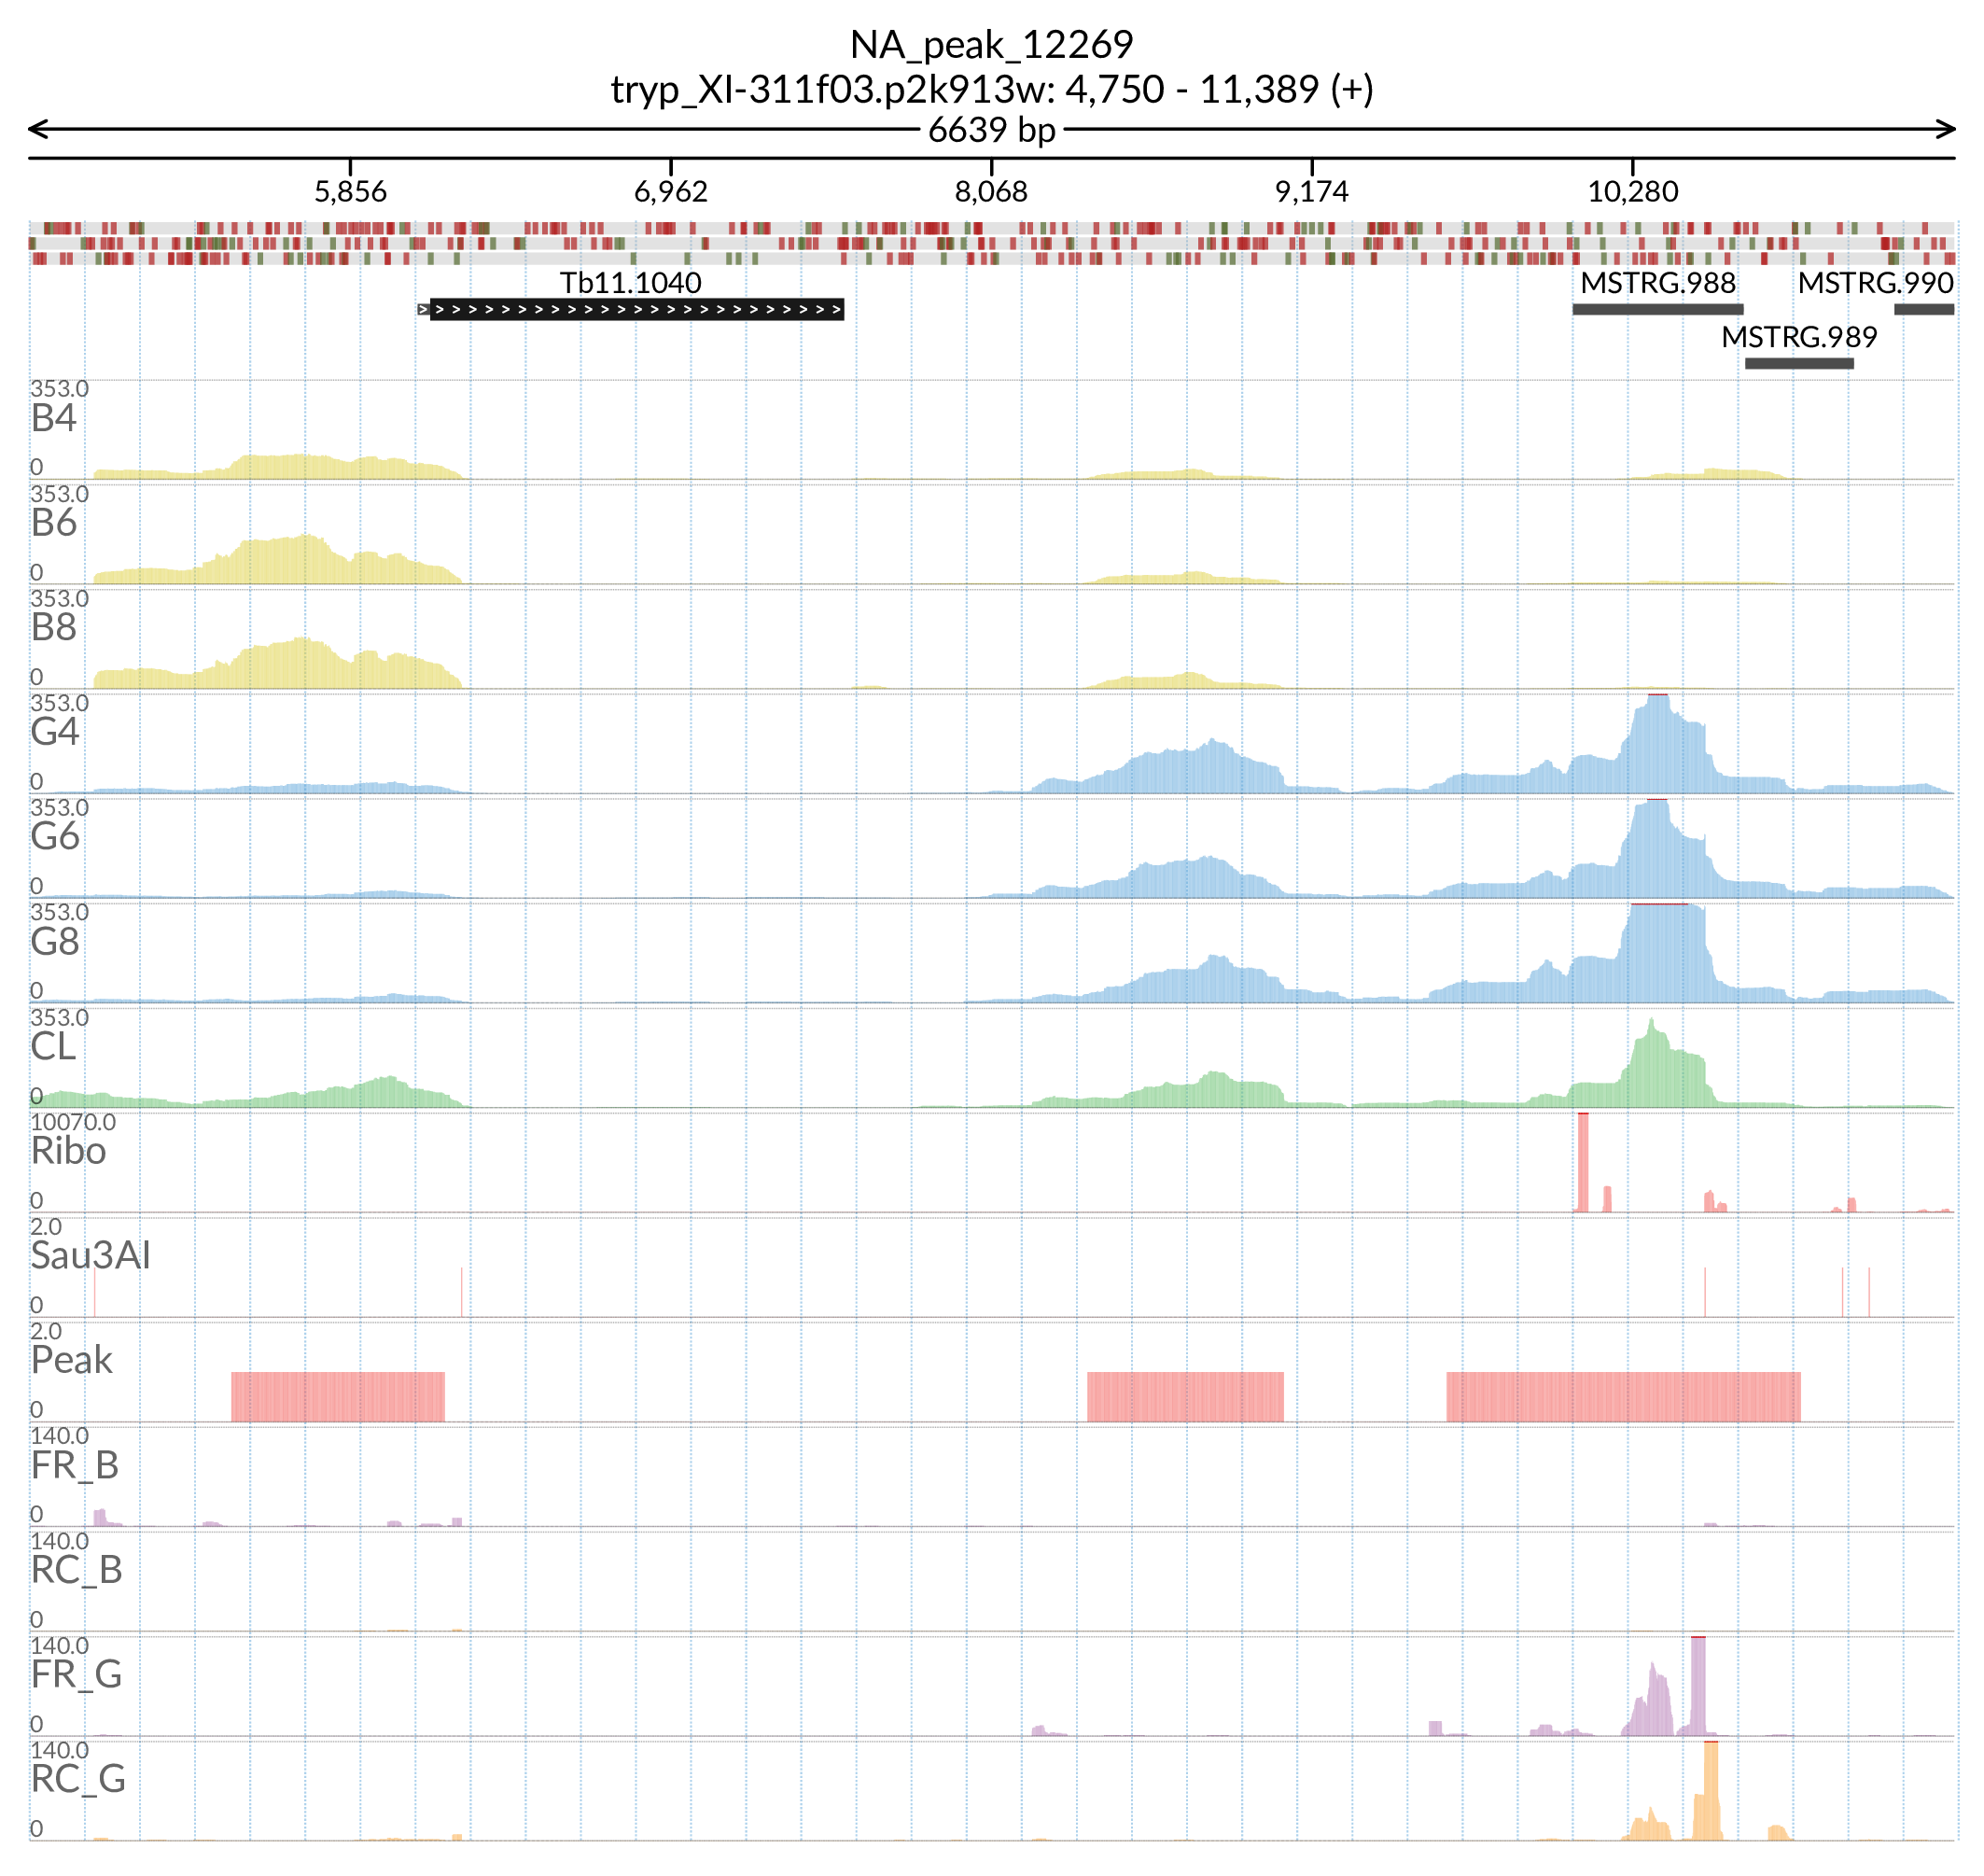 NA_peak_12269
tryp_XI-311f03.p2k913w: 4,750 - 11,389 (+)
6639 bp
5,856 6,962 8,068 9,174 10,280
Tb11.1040 MSTRG.988 MSTRG.990
MSTRG.989
353.0
B4
0
353.0
B6
0
353.0
B8
0
353.0
G4
0
353.0
G6
0
353.0
G8
0
353.0
CL
0
10070.0
Ribo
0
2.0
Sau3AI
0
2.0
Peak
0
140.0
FR_B
0
140.0
RC_B
0
140.0
FR_G
0
140.0
RC_G
0